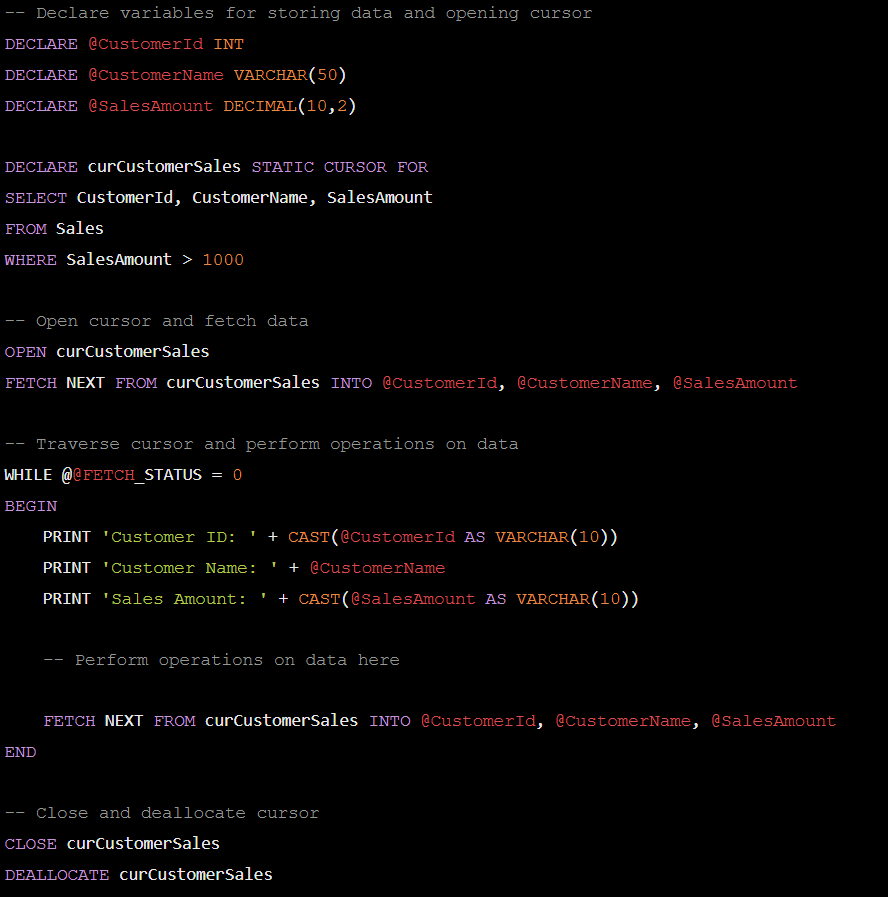 -- Declare variables for storing data and opening cursor
DECLARE @CustomerId INT
DECLARE @CustomerName VARCHAR(50)
DECLARE @SalesAmount DECIMAL(10,2)
DECLARE curCustomerSales STATIC CURSOR FOR
SELECT CustomerId, CustomerName, SalesAmount
FROM Sales
WHERE SalesAmount > 1000
-- Open cursor and fetch data
OPEN curCustomerSales
FETCH NEXT FROM curCustomerSales INTO @CustomerId, @CustomerName, @SalesAmount
-- Traverse cursor and perform operations on data
WHILE @@FETCH_STATUS = 0
BEGIN
    PRINT 'Customer ID: ' + CAST(@CustomerId AS VARCHAR(10))
    PRINT 'Customer Name: ' + @CustomerName
    PRINT 'Sales Amount: ' + CAST(@SalesAmount AS VARCHAR(10))
    -- Perform operations on data here
    FETCH NEXT FROM curCustomerSales INTO @CustomerId, @CustomerName, @SalesAmount
END
-- Close and deallocate cursor
CLOSE curCustomerSales
DEALLOCATE curCustomerSales